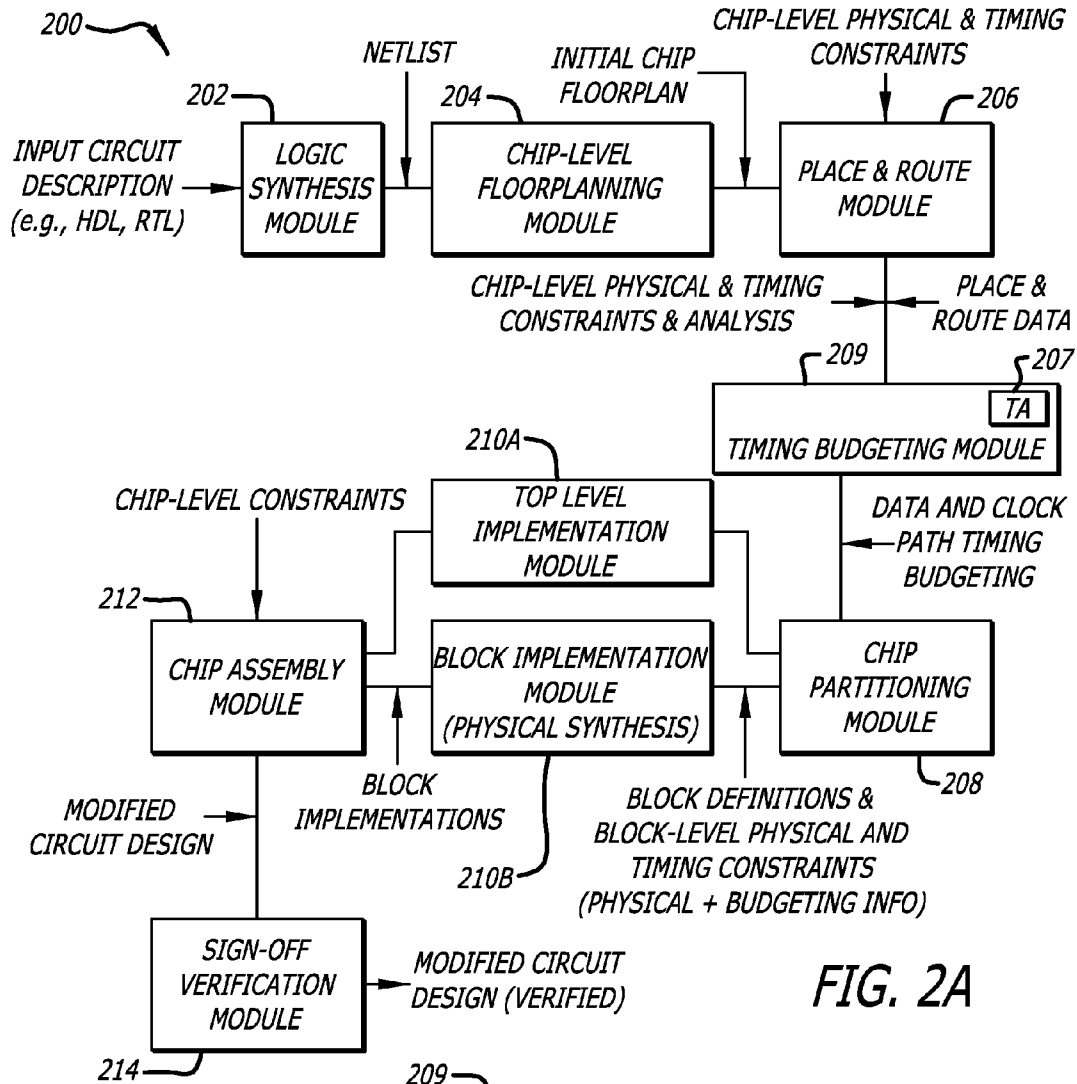 200
NETLIST
INITIAL CHIP
FLOORPLAN
CHIP-LEVEL PHYSICAL & TIMING
CONSTRAINTS
202
204
206
INPUT CIRCUIT
DESCRIPTION
(e.g., HDL, RTL)
LOGIC
SYNTHESIS
MODULE
CHIP-LEVEL
FLOORPLANNING
MODULE
PLACE & ROUTE
MODULE
CHIP-LEVEL PHYSICAL & TIMING
CONSTRAINTS & ANALYSIS
PLACE &
ROUTE DATA
209
207
TA
TIMING BUDGETING MODULE
210A
CHIP-LEVEL CONSTRAINTS
TOP LEVEL
IMPLEMENTATION
MODULE
DATA AND CLOCK
PATH TIMING
BUDGETING
212
CHIP ASSEMBLY
MODULE
BLOCK IMPLEMENTATION
MODULE
(PHYSICAL SYNTHESIS)
CHIP
PARTITIONING
MODULE
208
MODIFIED
CIRCUIT DESIGN
BLOCK
IMPLEMENTATIONS
210B
BLOCK DEFINITIONS &
BLOCK-LEVEL PHYSICAL AND
TIMING CONSTRAINTS
(PHYSICAL + BUDGETING INFO)
SIGN-OFF
VERIFICATION
MODULE
MODIFIED CIRCUIT
DESIGN (VERIFIED)
FIG. 2A
214
209